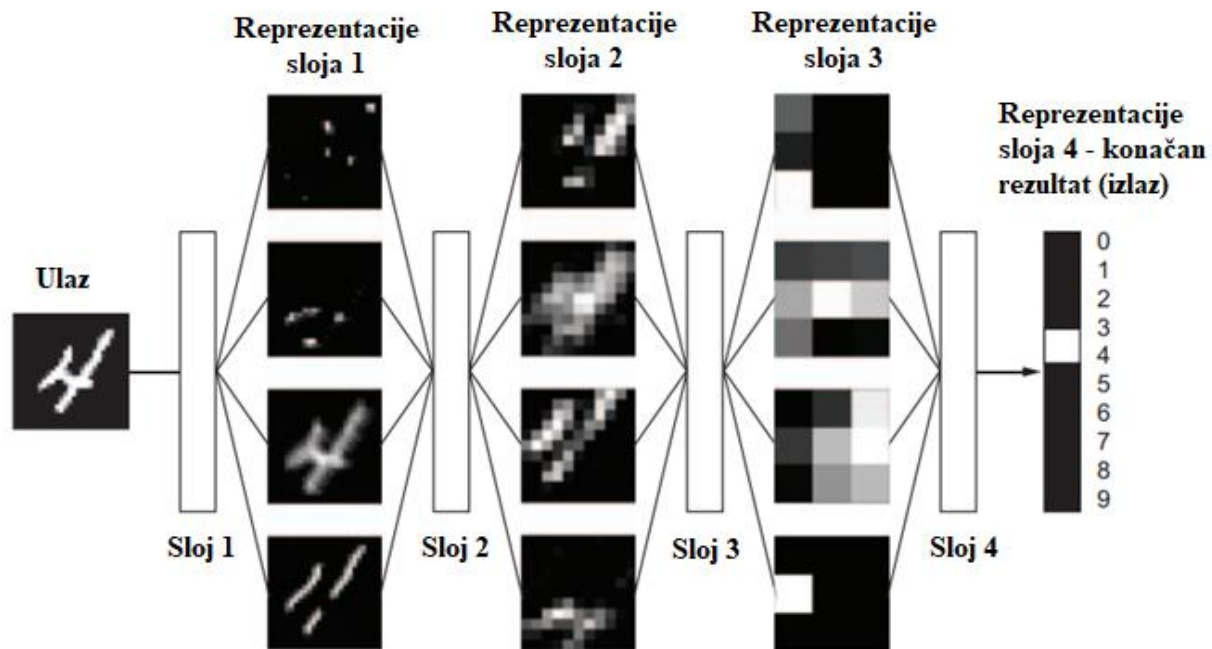 Reprezentacije
sloja 1
Reprezentacije
sloja 2
Reprezentacije
sloja 3
Reprezentacije
sloja 4 - konačan
rezultat (izlaz)
Ulaz
0
1
2
3
4
5
6
7
8
9
Sloj 1
Sloj 2
Sloj 3
Sloj 4